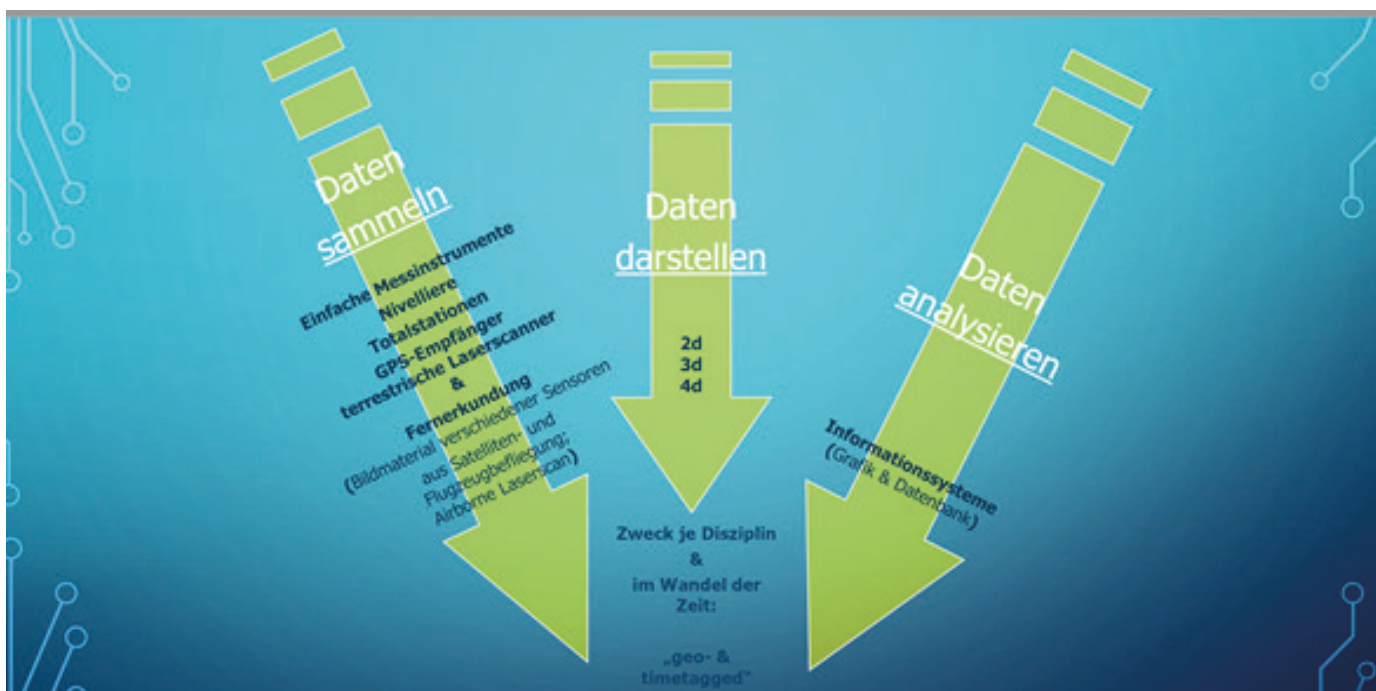 Daten
sammeln
Einfache Messinstrumente
Nivelliere
Totalstationen
GPS-Empfänger
terrestrische Laserscanner
&
Fernerkundung
(Bildmaterial verschiedener Sensoren
aus Satelliten- und
Flugzeugbefliegung;
Airborne Laserscan)
Daten
darstellen
2d
3d
4d
Zweck je Disziplin
&
im Wandel der
Zeit:
„geo- &
timetagged"
Daten
analysieren
Informationssysteme
(Grafik & Datenbank)